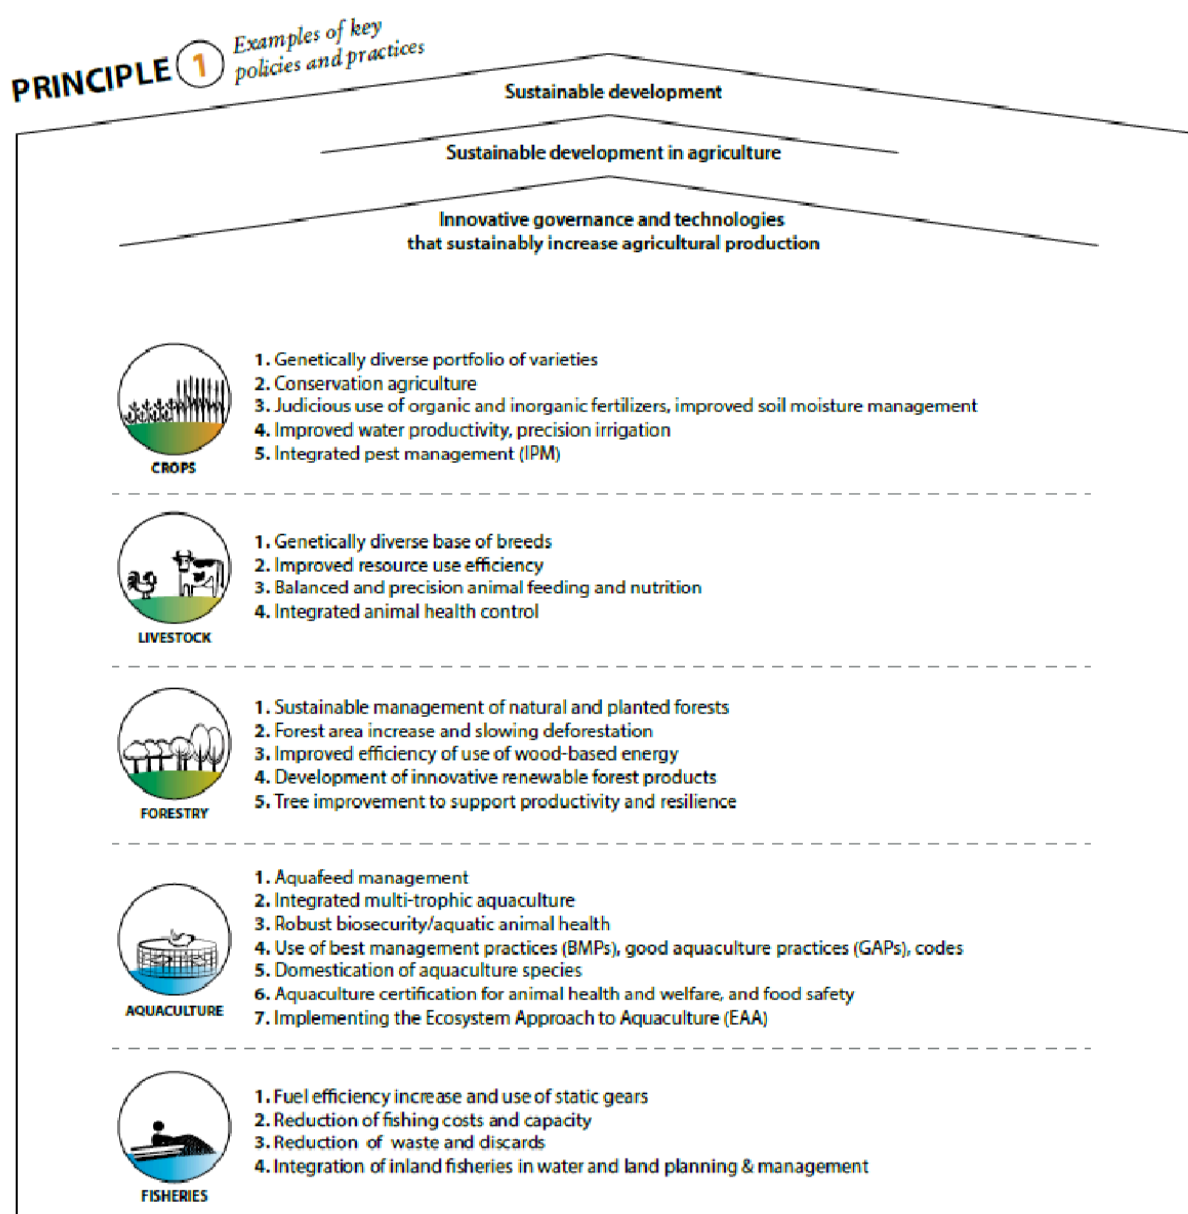 PRINCIPLE 1 Examples of key
policies and practices
Sustainable development
Sustainable development in agriculture
Innovative governance and technologies
that sustainably increase agricultural production
1. Genetically diverse portfolio of varieties
2. Conservation agriculture
3. Judicious use of organic and inorganic fertilizers, improved soil moisture management
4. Improved water productivity, precision irrigation
5. Integrated pest management (IPM)
CROPS
1. Genetically diverse base of breeds
2. Improved resource use efficiency
3. Balanced and precision animal feeding and nutrition
4. Integrated animal health control
LIVESTOCK
1. Sustainable management of natural and planted forests
2. Forest area increase and slowing deforestation
3. Improved efficiency of use of wood-based energy
4. Development of innovative renewable forest products
5. Tree improvement to support productivity and resilience
FORESTRY
1. Aquafeed management
2. Integrated multi-trophic aquaculture
3. Robust biosecurity/aquatic animal health
4. Use of best management practices (BMPs), good aquaculture practices (GAPs), codes
5. Domestication of aquaculture species
6. Aquaculture certification for animal health and welfare, and food safety
7. Implementing the Ecosystem Approach to Aquaculture (EAA)
AQUACULTURE
1. Fuel efficiency increase and use of static gears
2. Reduction of fishing costs and capacity
3. Reduction of waste and discards
4. Integration of inland fisheries in water and land planning & management
FISHERIES